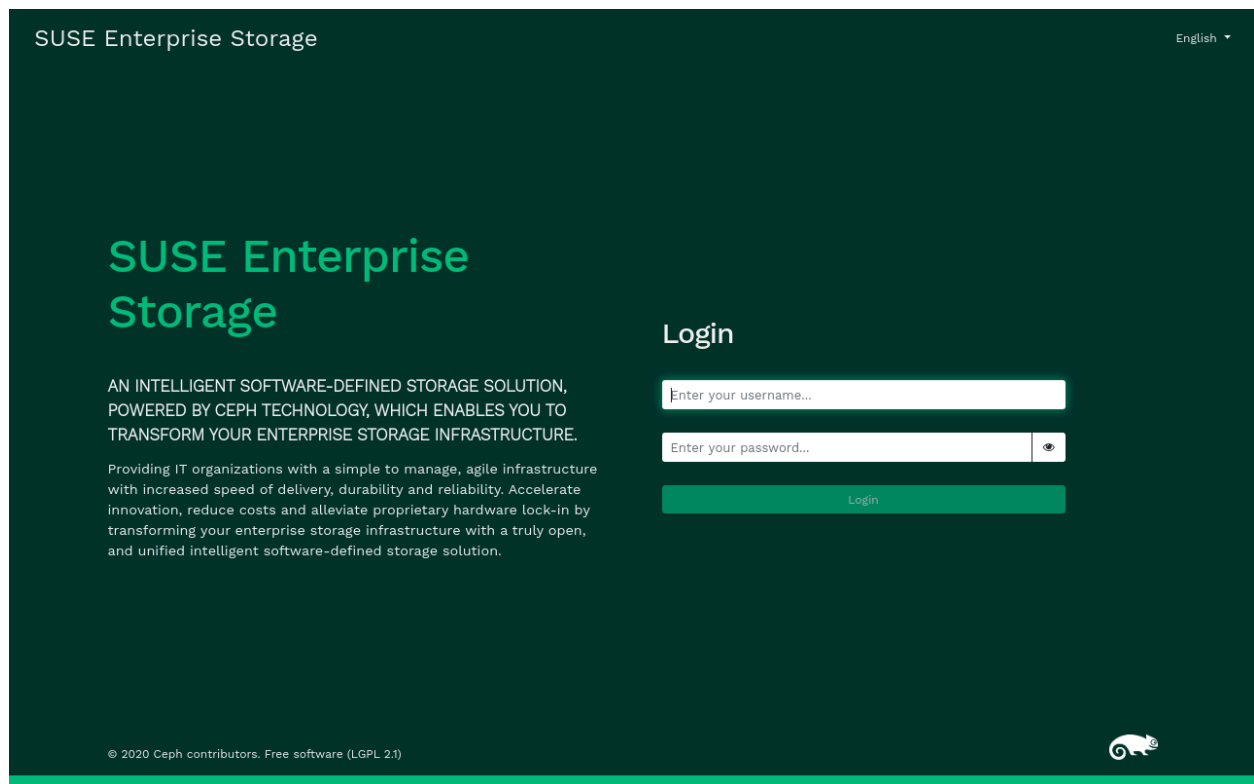 SUSE Enterprise Storage
English
SUSE Enterprise
Storage
AN INTELLIGENT SOFTWARE-DEFINED STORAGE SOLUTION,
POWERED BY CEPH TECHNOLOGY, WHICH ENABLES YOU TO
TRANSFORM YOUR ENTERPRISE STORAGE INFRASTRUCTURE.
Providing IT organizations with a simple to manage, agile infrastructure
with increased speed of delivery, durability and reliability. Accelerate
innovation, reduce costs and alleviate proprietary hardware lock-in by
transforming your enterprise storage infrastructure with a truly open,
and unified intelligent software-defined storage solution.
Login
Enter your username...
Enter your password...
Login
© 2020 Ceph contributors. Free software (LGPL 2.1)